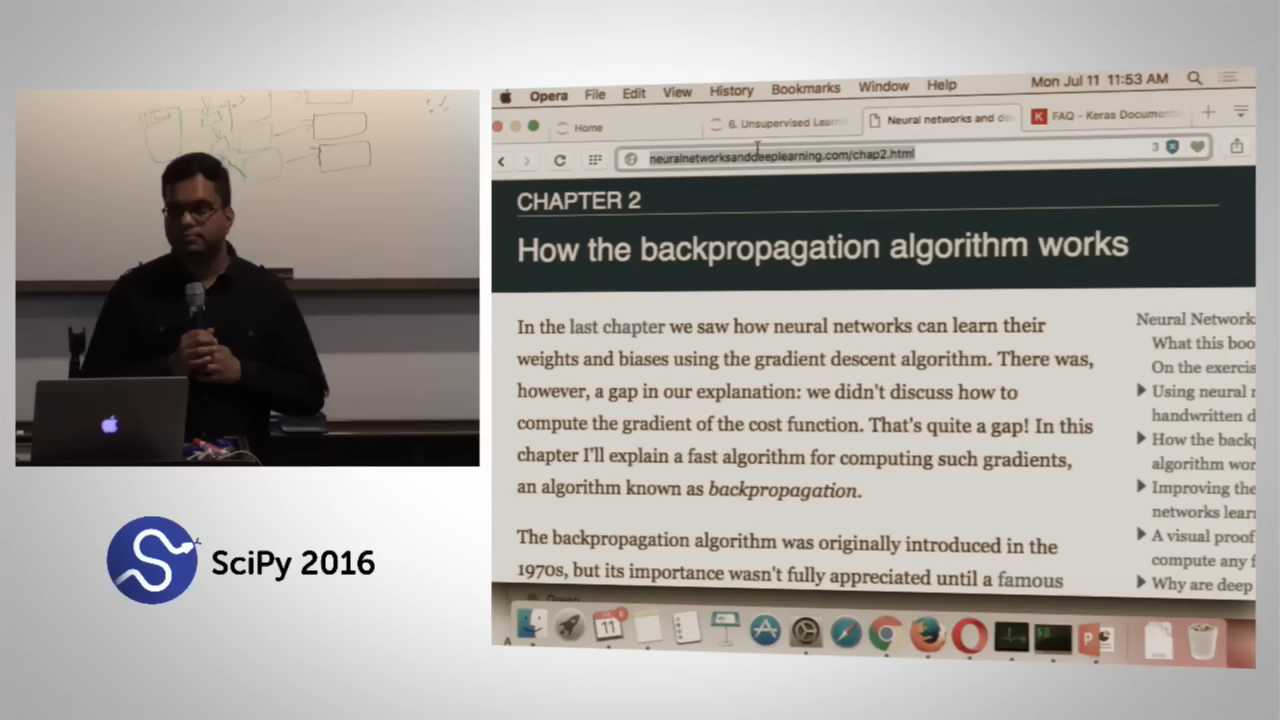 Opera File Edit View History Bookmarks Window Help Mon Jul 11 11:53 AM
Home 6. Unsupervised Learni Neural networks and de FAQ - Keras Documenta
neuralnetworksanddeeplearning.com/chap2.html 3
CHAPTER 2
How the backpropagation algorithm works
In the last chapter we saw how neural networks can learn their
weights and biases using the gradient descent algorithm. There was,
however, a gap in our explanation: we didn't discuss how to
compute the gradient of the cost function. That's quite a gap! In this
chapter I'll explain a fast algorithm for computing such gradients,
an algorithm known as backpropagation.
The backpropagation algorithm was originally introduced in the
1970s, but its importance wasn't fully appreciated until a famous
Neural Network
What this boo
On the exercis
Using neural n
handwritten d
How the backp
algorithm wor
Improving the
networks lear
A visual proof
compute any f
Why are deep
11
SciPy 2016